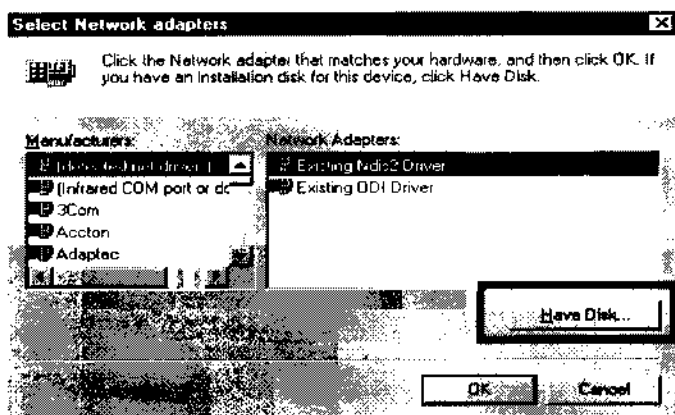 Select Network adapters
Click the Network adapter that matches your hardware, and then click OK. If
you have an Installation disk for this device, click Have Disk.
Manufacturers:
Network Adapters:
Existing Ndis2 Driver
(Infrared COM port or dc
Existing ODI Driver
3Com
Accton
Adaptec
Have Disk...
OK
Cancel